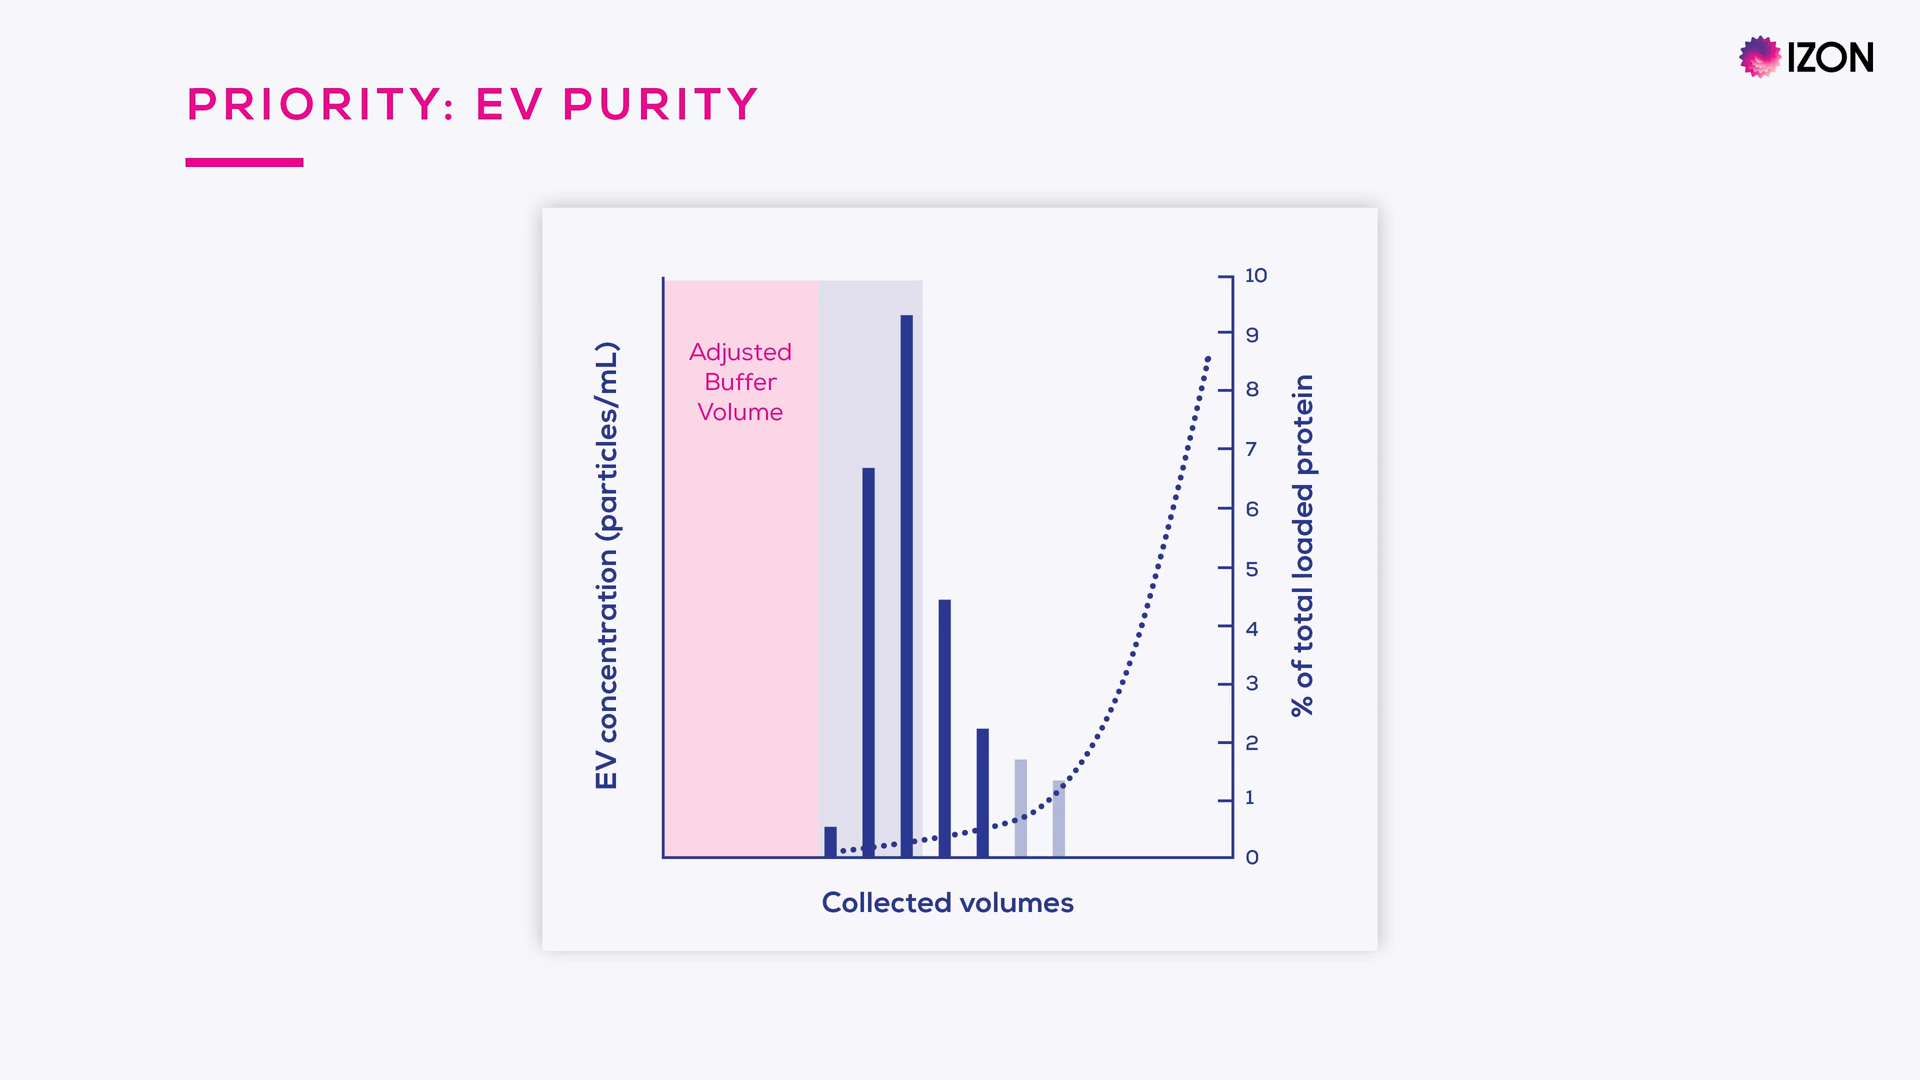 IZON
PRIORITY: EV PURITY
Adjusted
Buffer
Volume
EV concentration (particles/mL)
10
9
8
7
6
5
4
3
2
1
0
% of total loaded protein
Collected volumes